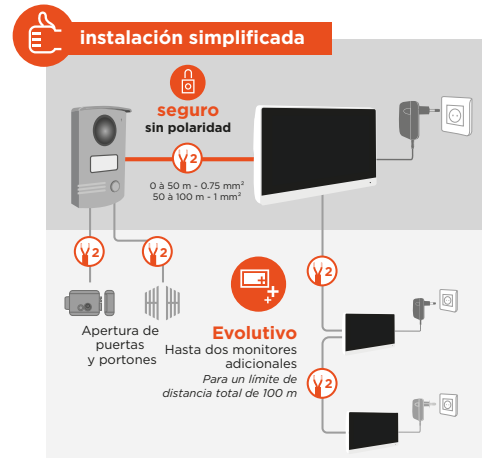 instalación simplificada
seguro
sin polaridad
2
0 à 50 m - 0.75 mm²
50 à 100 m - 1 mm²
2
2
2
Apertura de
puertas
y portones
Evolutivo
Hasta dos monitores
adicionales
Para un límite de
distancia total de 100 m
2